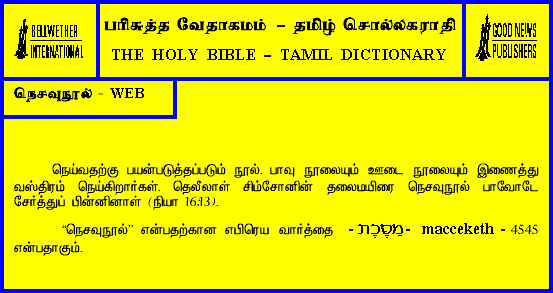 BELLWETHER
INTERNATIONAL
பரிசுத்த வேதாகமம் – தமிழ் சொல்லகராதி
THE HOLY BIBLE – TAMIL DICTIONARY
GOOD NEWS
PUBLISHERS
நெசவுநூல் - WEB
நெய்வதற்கு பயன்படுத்தப்படும் நூல். பாவு நூலையும் ஊடை நூலையும் இணைத்து
வஸ்திரம் நெய்கிறார்கள். தெலீலாள் சிம்சோனின் தலைமயிரை நெசவுநூல் பாவோடே
சேர்த்துப் பின்னினாள் (நியா 16:13).
“நெசவுநூல்” என்பதற்கான எபிரெய வார்த்தை - מַסֶּכֶת - macceketh - 4545
என்பதாகும்.